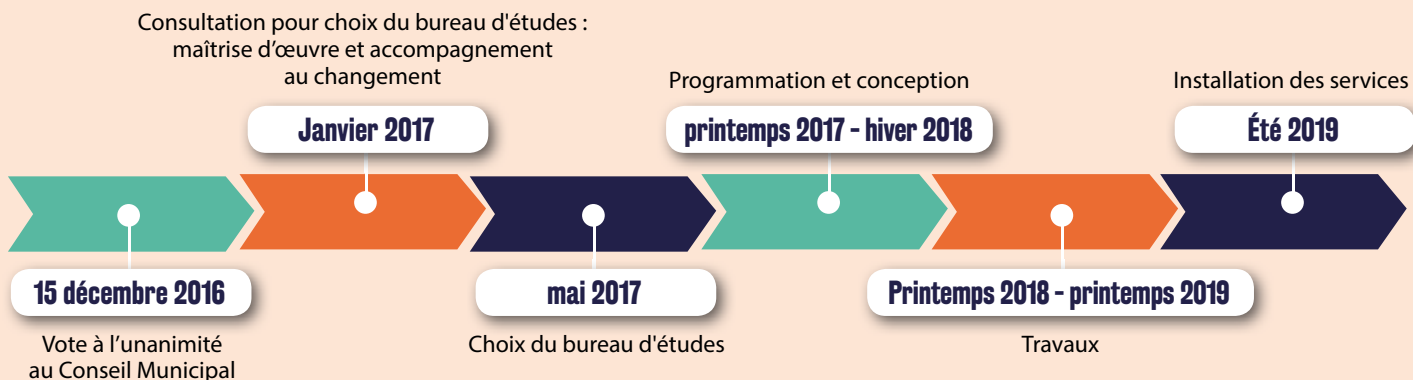 Consultation pour choix du bureau d'études :
maîtrise d'œuvre et accompagnement
au changement
Janvier 2017
Programmation et conception
printemps 2017 - hiver 2018
Installation des services
Été 2019
15 décembre 2016
Vote à l'unanimité
au Conseil Municipal
mai 2017
Choix du bureau d'études
Printemps 2018 - printemps 2019
Travaux